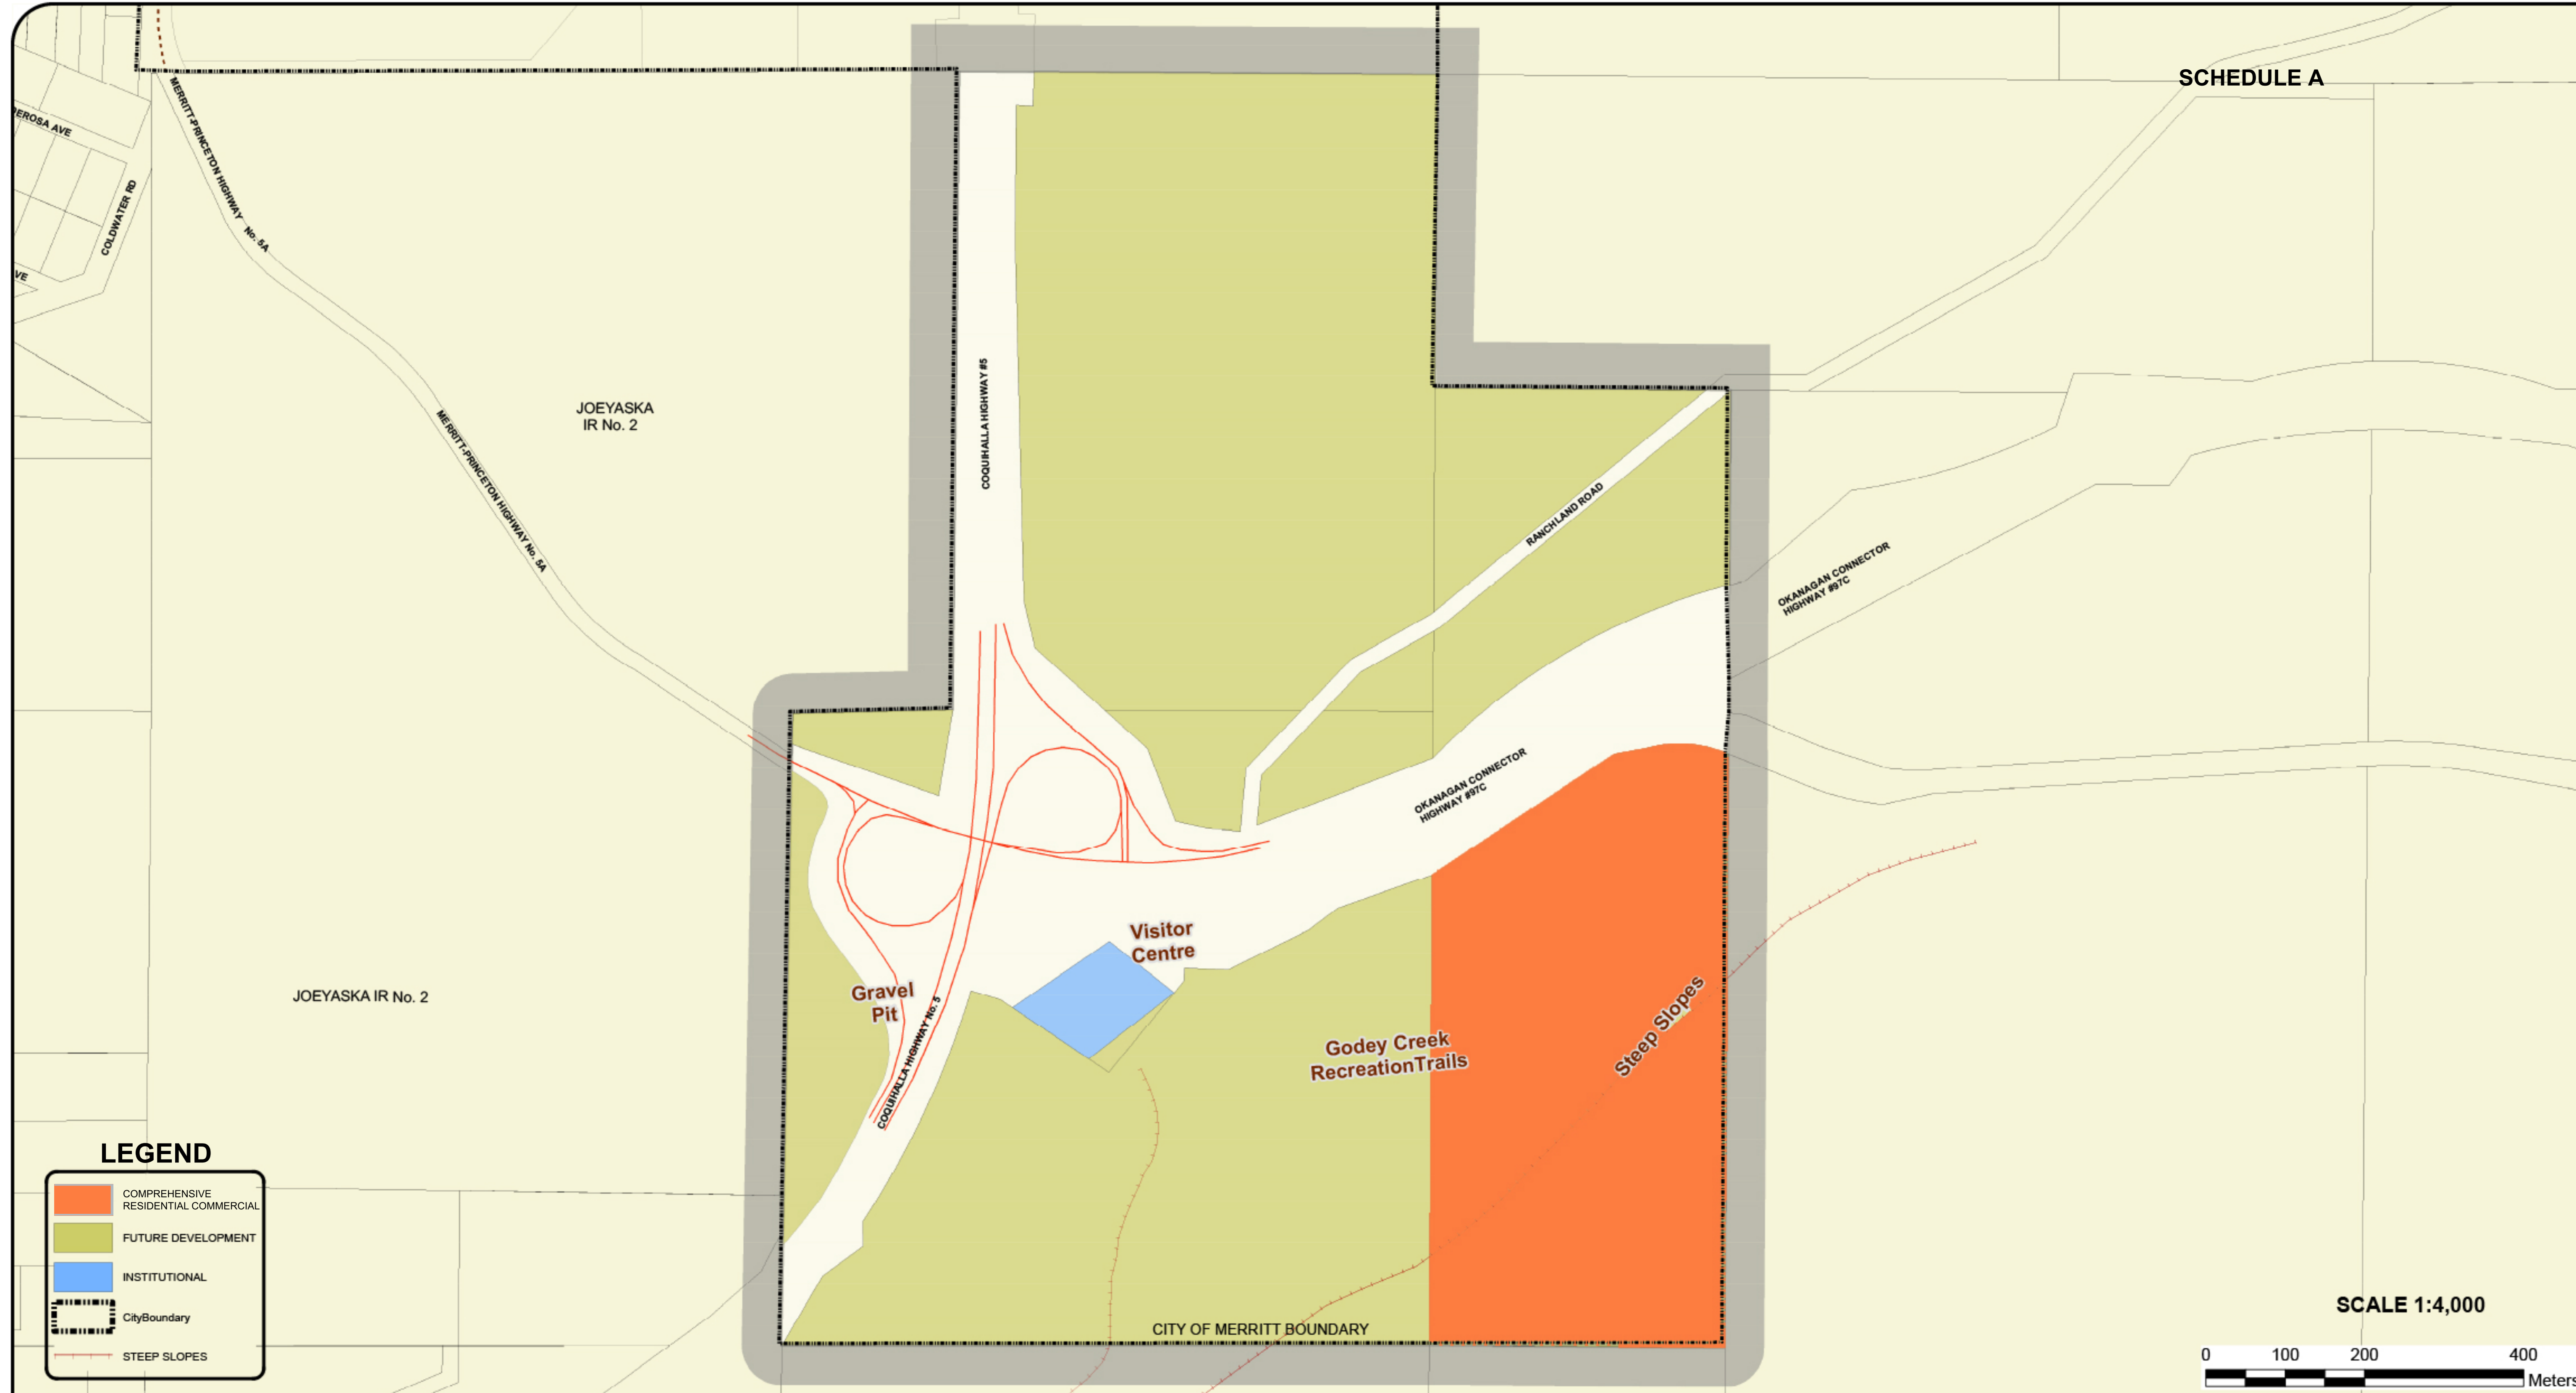 SCHEDULE A
DEROSA AVE
COLDWATER RD
VE
MERRITT-PRINCETON HIGHWAY No. 5A
MERRITT-PRINCETON HIGHWAY No. 5A
JOEYASKA
IR No. 2
COQUIHALLA HIGHWAY #5
RANCHLAND ROAD
OKANAGAN CONNECTOR
HIGHWAY #97C
OKANAGAN CONNECTOR
HIGHWAY #97C
Visitor
Centre
Gravel
Pit
JOEYASKA IR No. 2
COQUIHALLA HIGHWAY No. 5
Godey Creek
RecreationTrails
Steep Slopes
CITY OF MERRITT BOUNDARY
LEGEND
COMPREHENSIVE
RESIDENTIAL COMMERCIAL
FUTURE DEVELOPMENT
INSTITUTIONAL
CityBoundary
STEEP SLOPES
SCALE 1:4,000
0 100 200 400
Meters